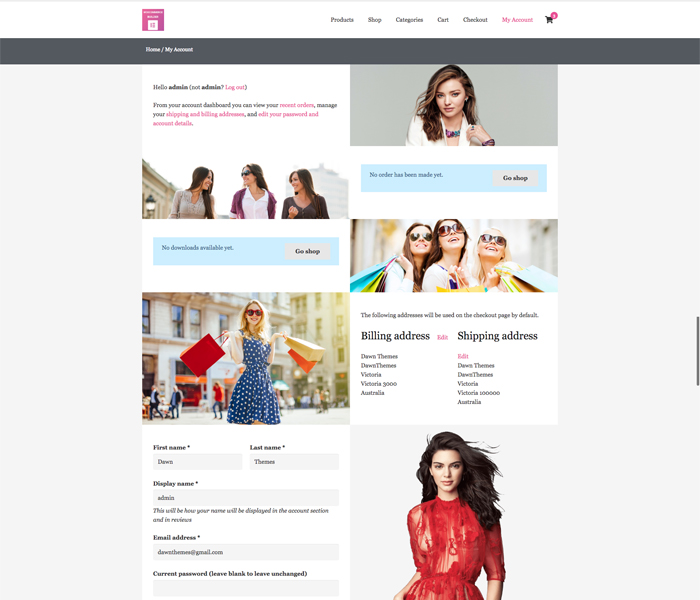 Products Shop Categories Cart Checkout My Account
Home / My Account
Hello admin (not admin? Log out)
From your account dashboard you can view your recent orders, manage
your shipping and billing addresses, and edit your password and
account details.
No order has been made yet. Go shop
No downloads available yet. Go shop
The following addresses will be used on the checkout page by default.
Billing address Edit
Dawn Themes
DawnThemes
Victoria
Victoria 3000
Australia
Shipping address
Edit
Dawn Themes
DawnThemes
Victoria
Victoria 100000
Australia
First name * Last name *
Dawn Themes
Display name *
admin
This will be how your name will be displayed in the account section
and in reviews
Email address *
dawnthemes@gmail.com
Current password (leave blank to leave unchanged)